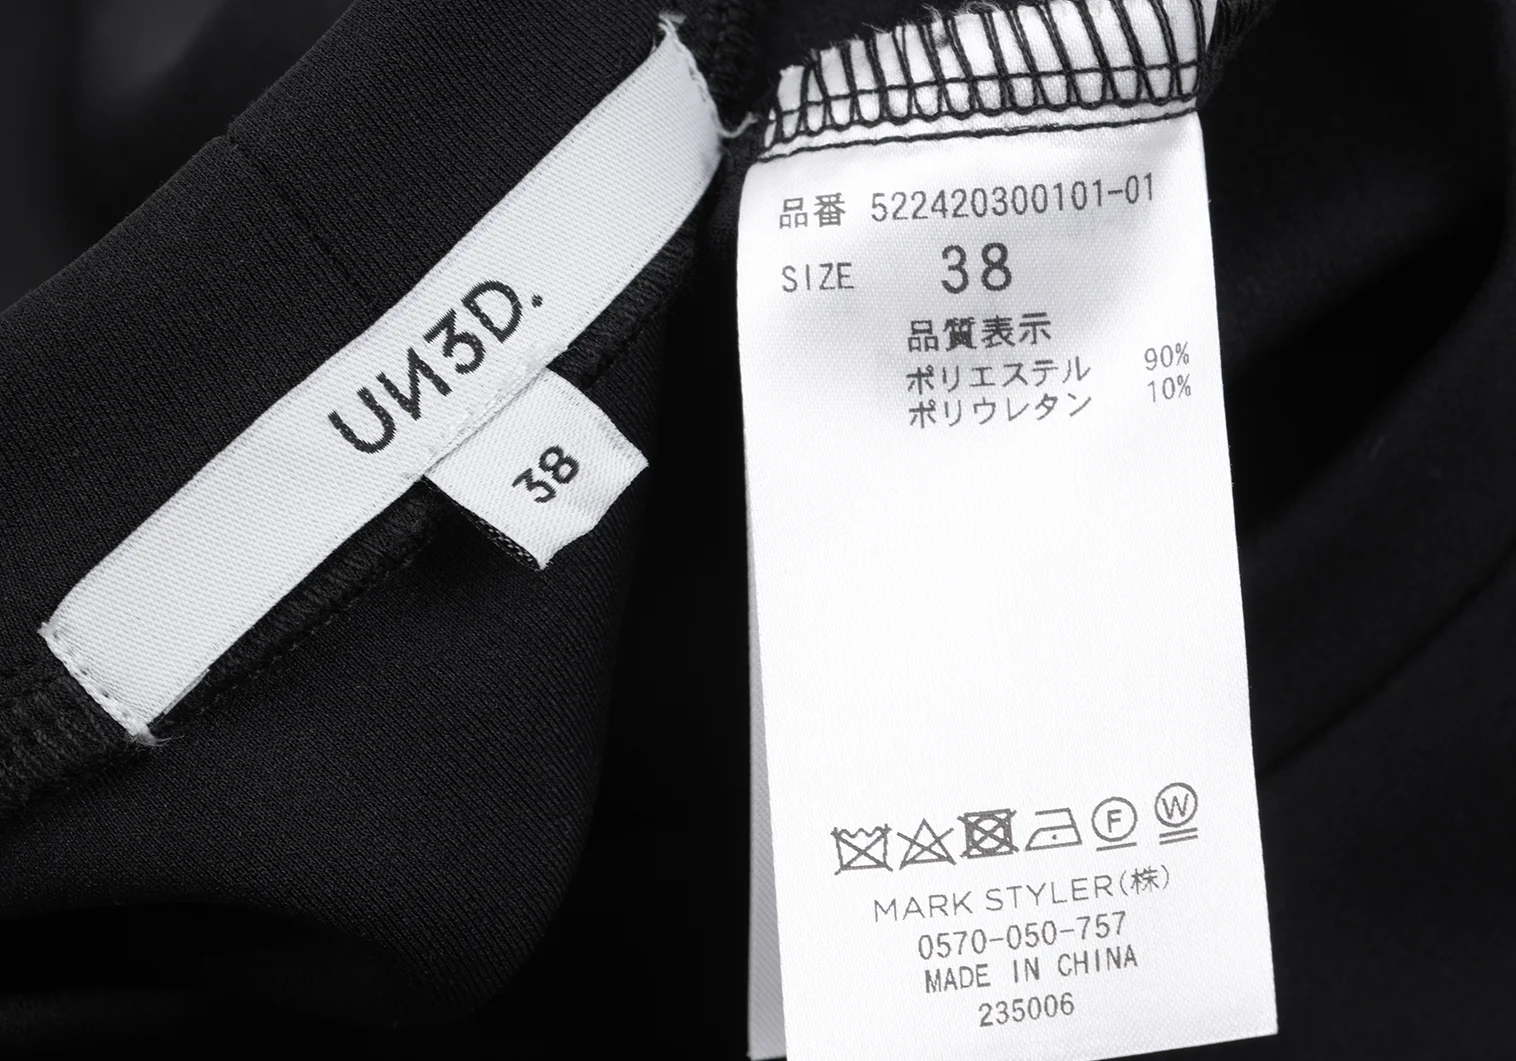 UN3D.
38
品番 522420300101-01
SIZE 38
品質表示
ポリエステル 90%
ポリウレタン 10%
F W
MARK STYLER(株)
0570-050-757
MADE IN CHINA
235006